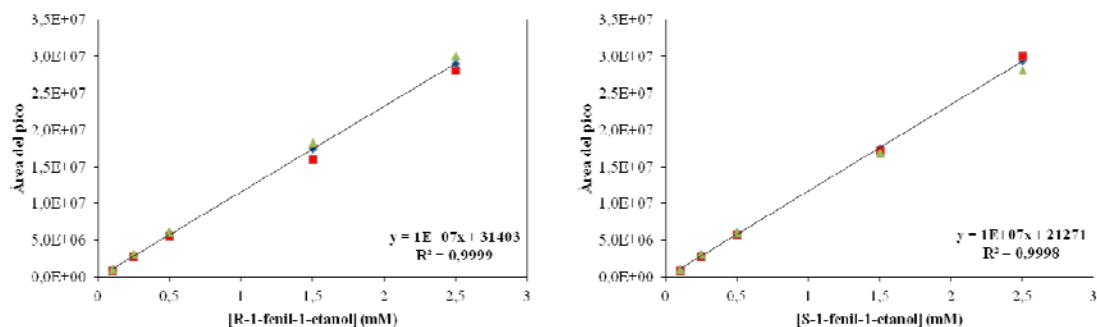 3,5E+07
3,0E+07
2,5E+07
2,0E+07
1,5E+07
1,0E+07
5,0E+06
0,0E+00
Área del pico
0 0,5 1 1,5 2 2,5 3
[R-1-fenil-1-etanol] (mM)
y = 1E+07x + 31403
R² = 0,9999
3,5E+07
3,0E+07
2,5E+07
2,0E+07
1,5E+07
1,0E+07
5,0E+06
0,0E+00
Área del pico
0 0,5 1 1,5 2 2,5 3
[S-1-fenil-1-etanol] (mM)
y = 1E+07x + 21271
R² = 0,9998